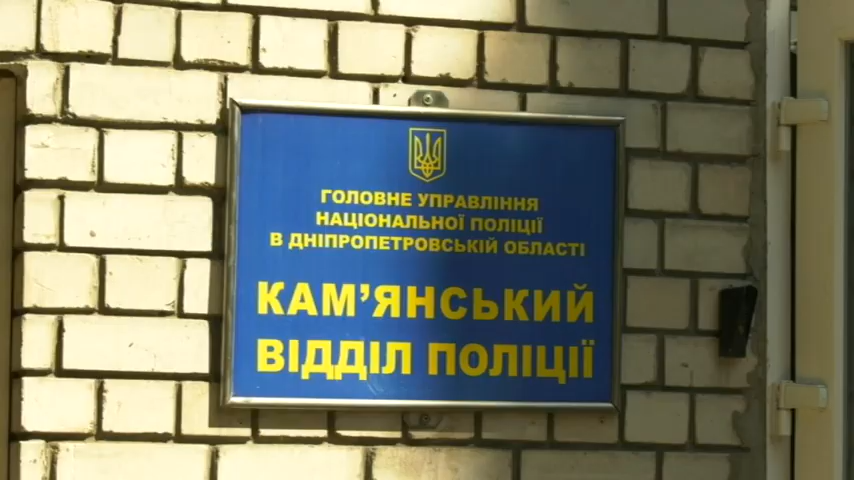 ГОЛОВНЕ УПРАВЛІННЯ
НАЦІОНАЛЬНОЇ ПОЛІЦІЇ
В ДНІПРОПЕТРОВСЬКІЙ ОБЛАСТІ
КАМ'ЯНСЬКИЙ
ВІДДІЛ ПОЛІЦІЇ